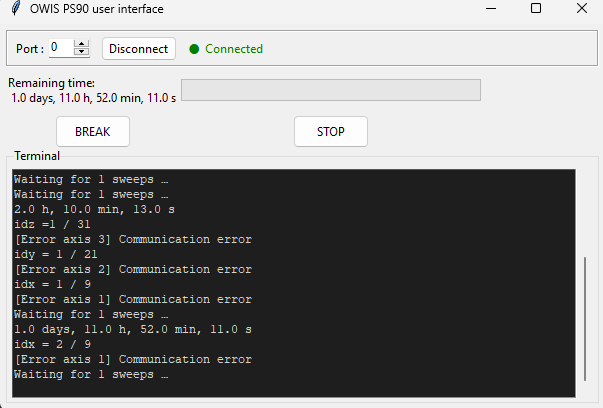 OWIS PS90 user interface
Port : 0 Disconnect Connected
Remaining time:
1.0 days, 11.0 h, 52.0 min, 11.0 s
BREAK STOP
Terminal
Waiting for 1 sweeps …
Waiting for 1 sweeps …
2.0 h, 10.0 min, 13.0 s
idz =1 / 31
[Error axis 3] Communication error
idy = 1 / 21
[Error axis 2] Communication error
idx = 1 / 9
[Error axis 1] Communication error
Waiting for 1 sweeps …
1.0 days, 11.0 h, 52.0 min, 11.0 s
idx = 2 / 9
[Error axis 1] Communication error
Waiting for 1 sweeps …